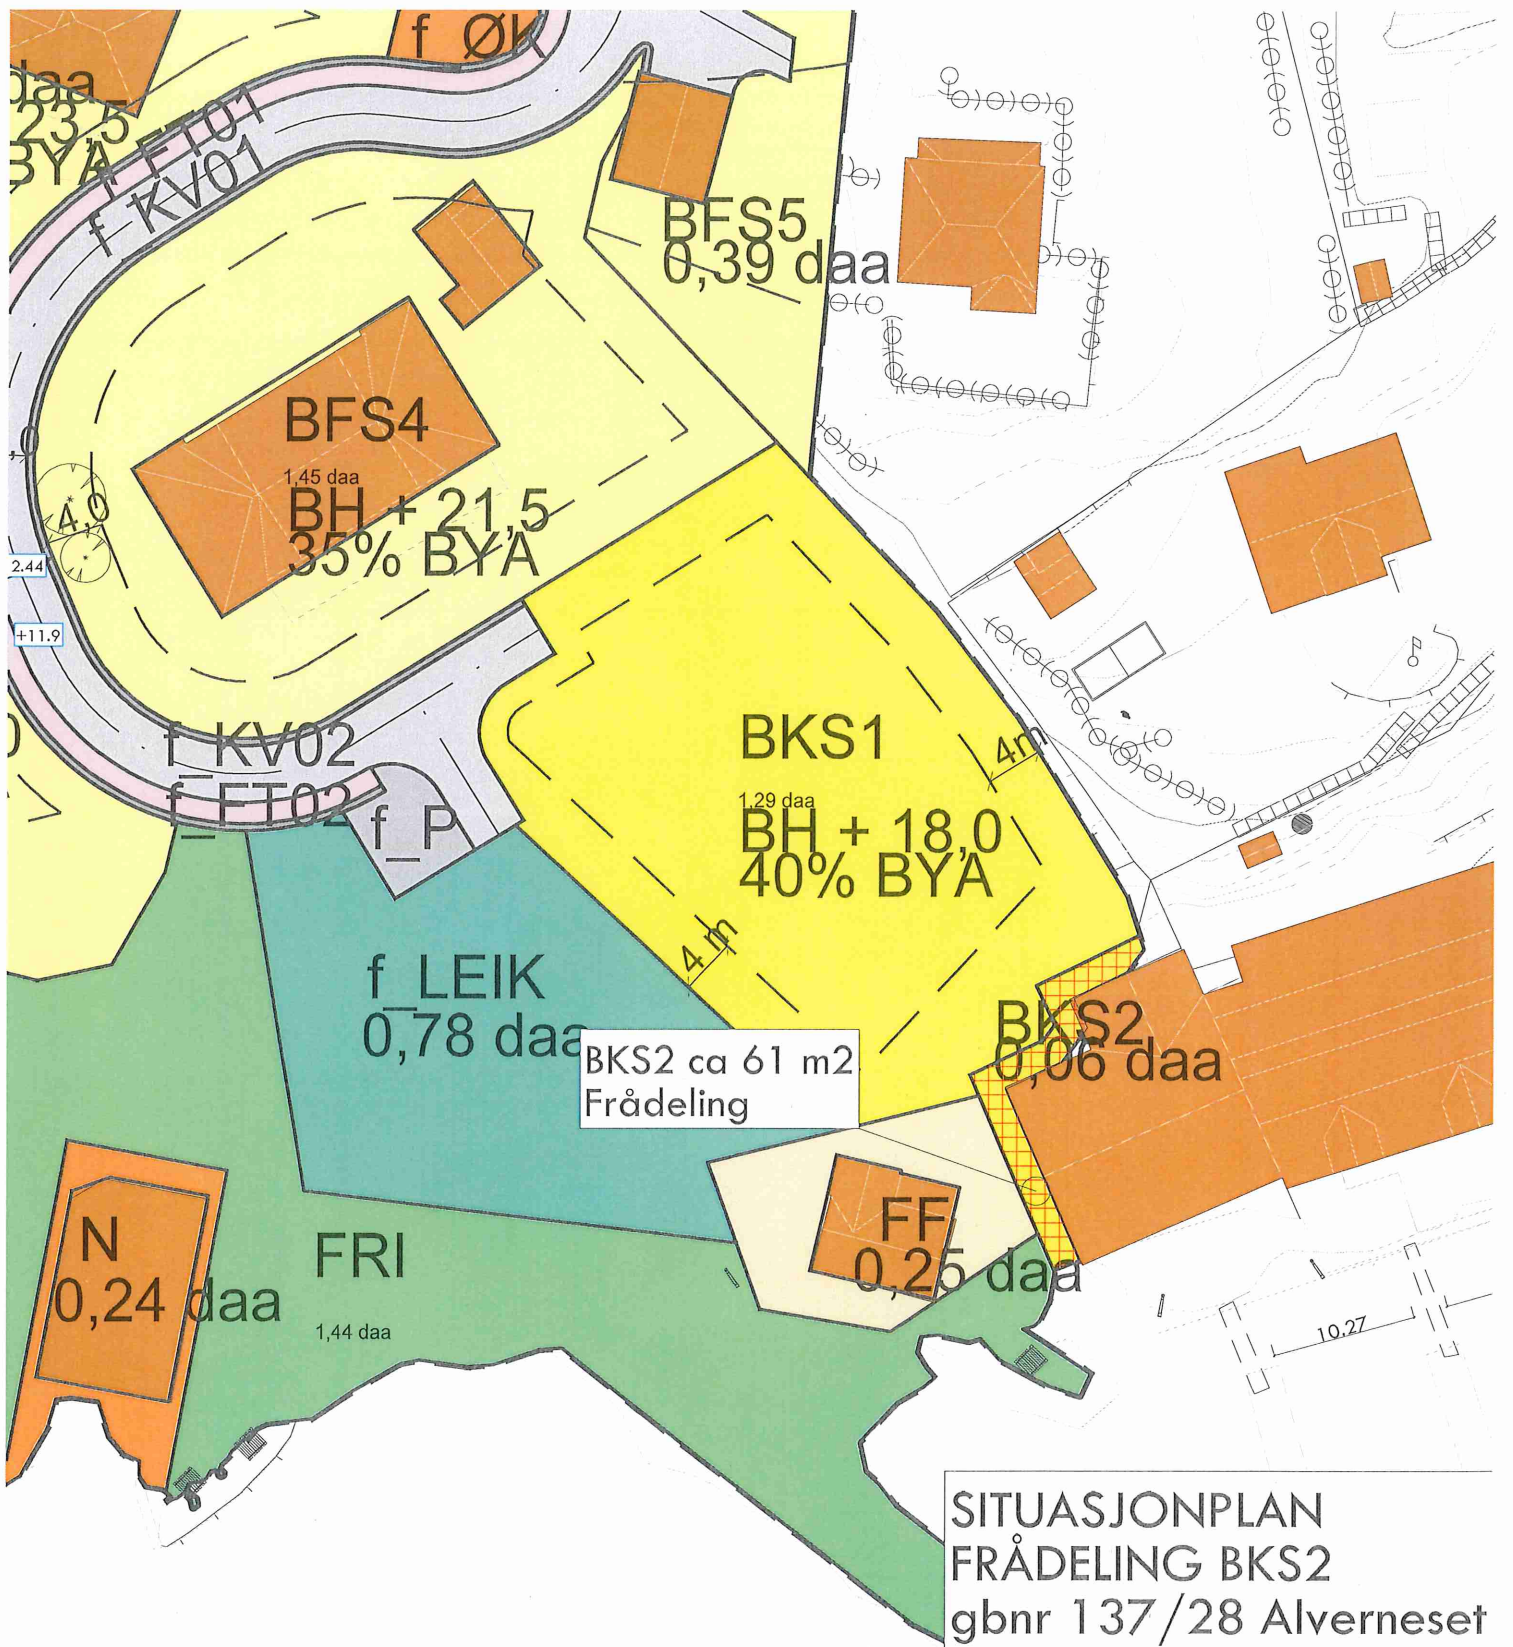 f_ØK
daa
23,5
BYA
f_FT01
f_KV01
BFS5
0,39 daa
BFS4
1,45 daa
BH + 21,5
35% BYA
4,0
2.44
+11.9
f_KV02
f_FT02
f_P
BKS1
1,29 daa
BH + 18,0
40% BYA
4m
4 m
f_LEIK
0,78 daa
BKS2
0,06 daa
BKS2 ca 61 m2
Frådeling
N
0,24 daa
FRI
1,44 daa
FF
0,25 daa
10,27
SITUASJONPLAN
FRÅDELING BKS2
gbnr 137/28 Alverneset